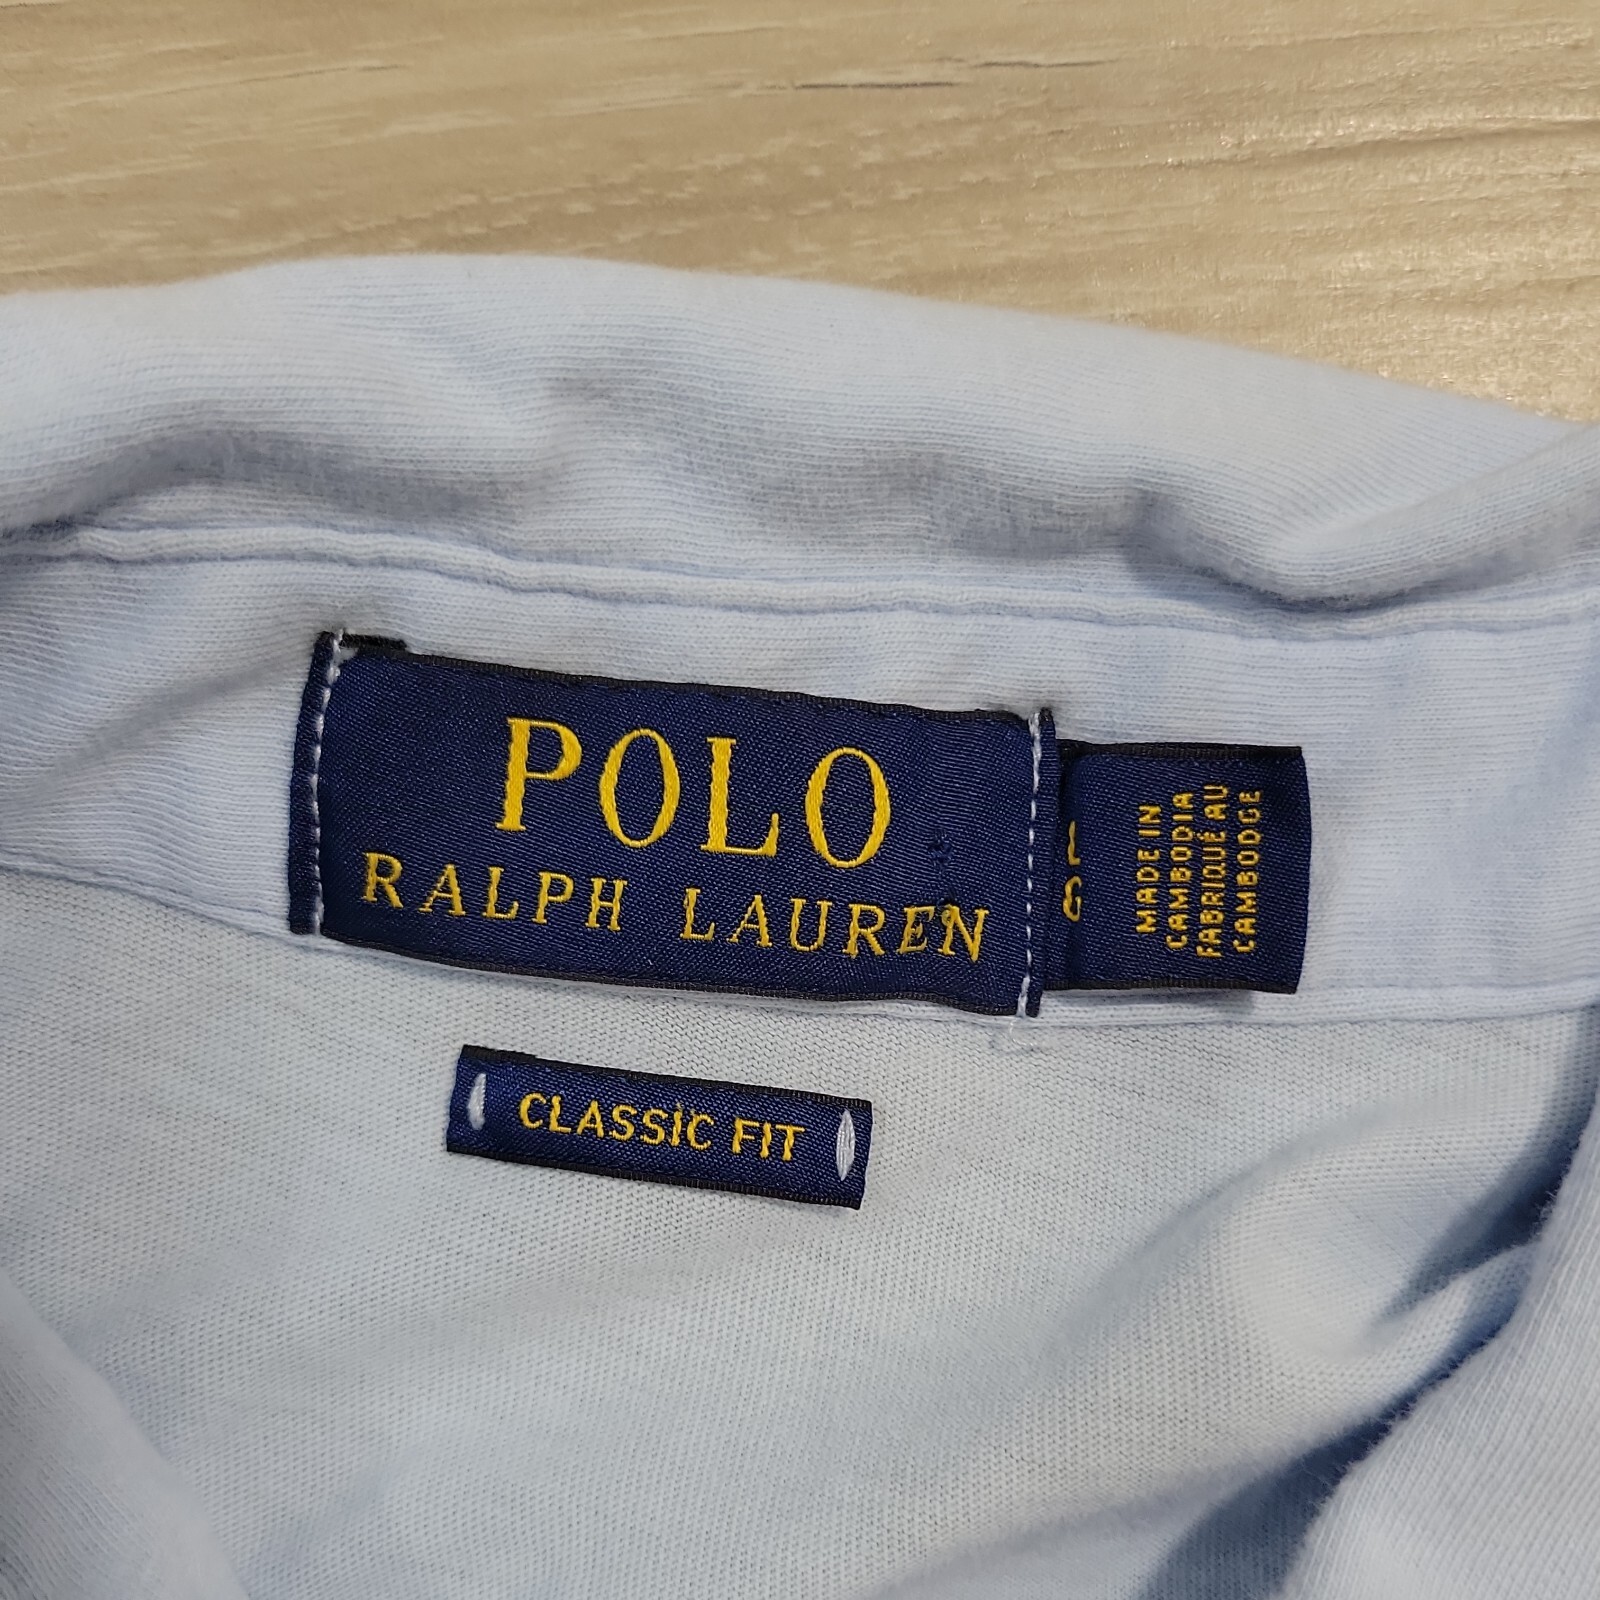 POLO
RALPH LAUREN
MADE IN
CAMBODIA
FABRIQUÉ AU
CAMBODGE
CLASSIC FIT